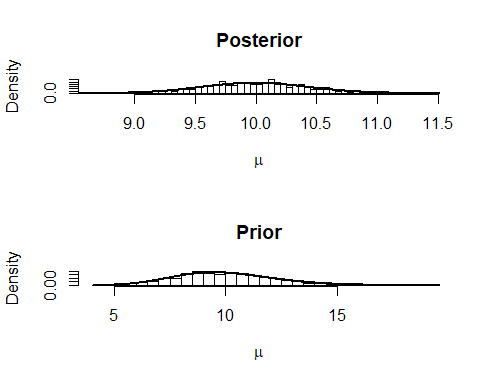 Posterior
Density
0.0
9.0 9.5 10.0 10.5 11.0 11.5
μ
Prior
Density
0.00
5 10 15
μ